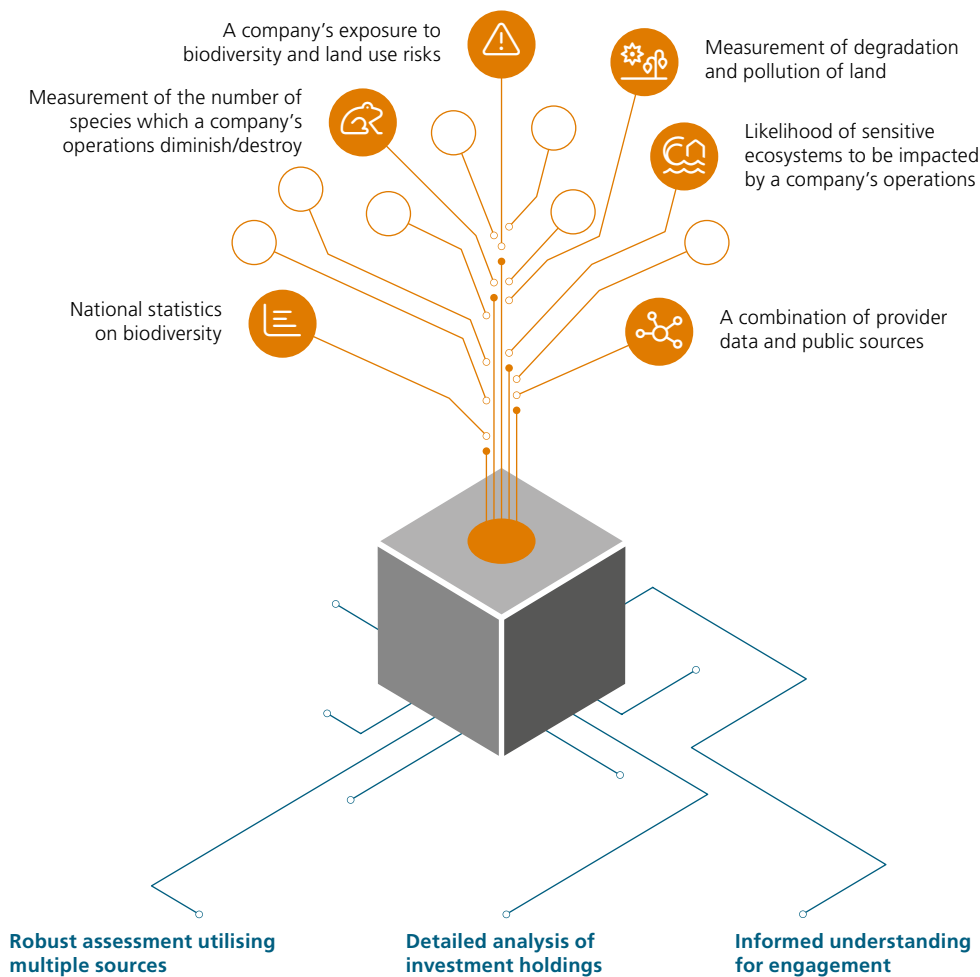 A company’s exposure to
biodiversity and land use risks
Measurement of degradation
and pollution of land
Measurement of the number of
species which a company’s
operations diminish/destroy
Likelihood of sensitive
ecosystems to be impacted
by a company’s operations
National statistics
on biodiversity
A combination of provider
data and public sources
Robust assessment utilising
multiple sources
Detailed analysis of
investment holdings
Informed understanding
for engagement